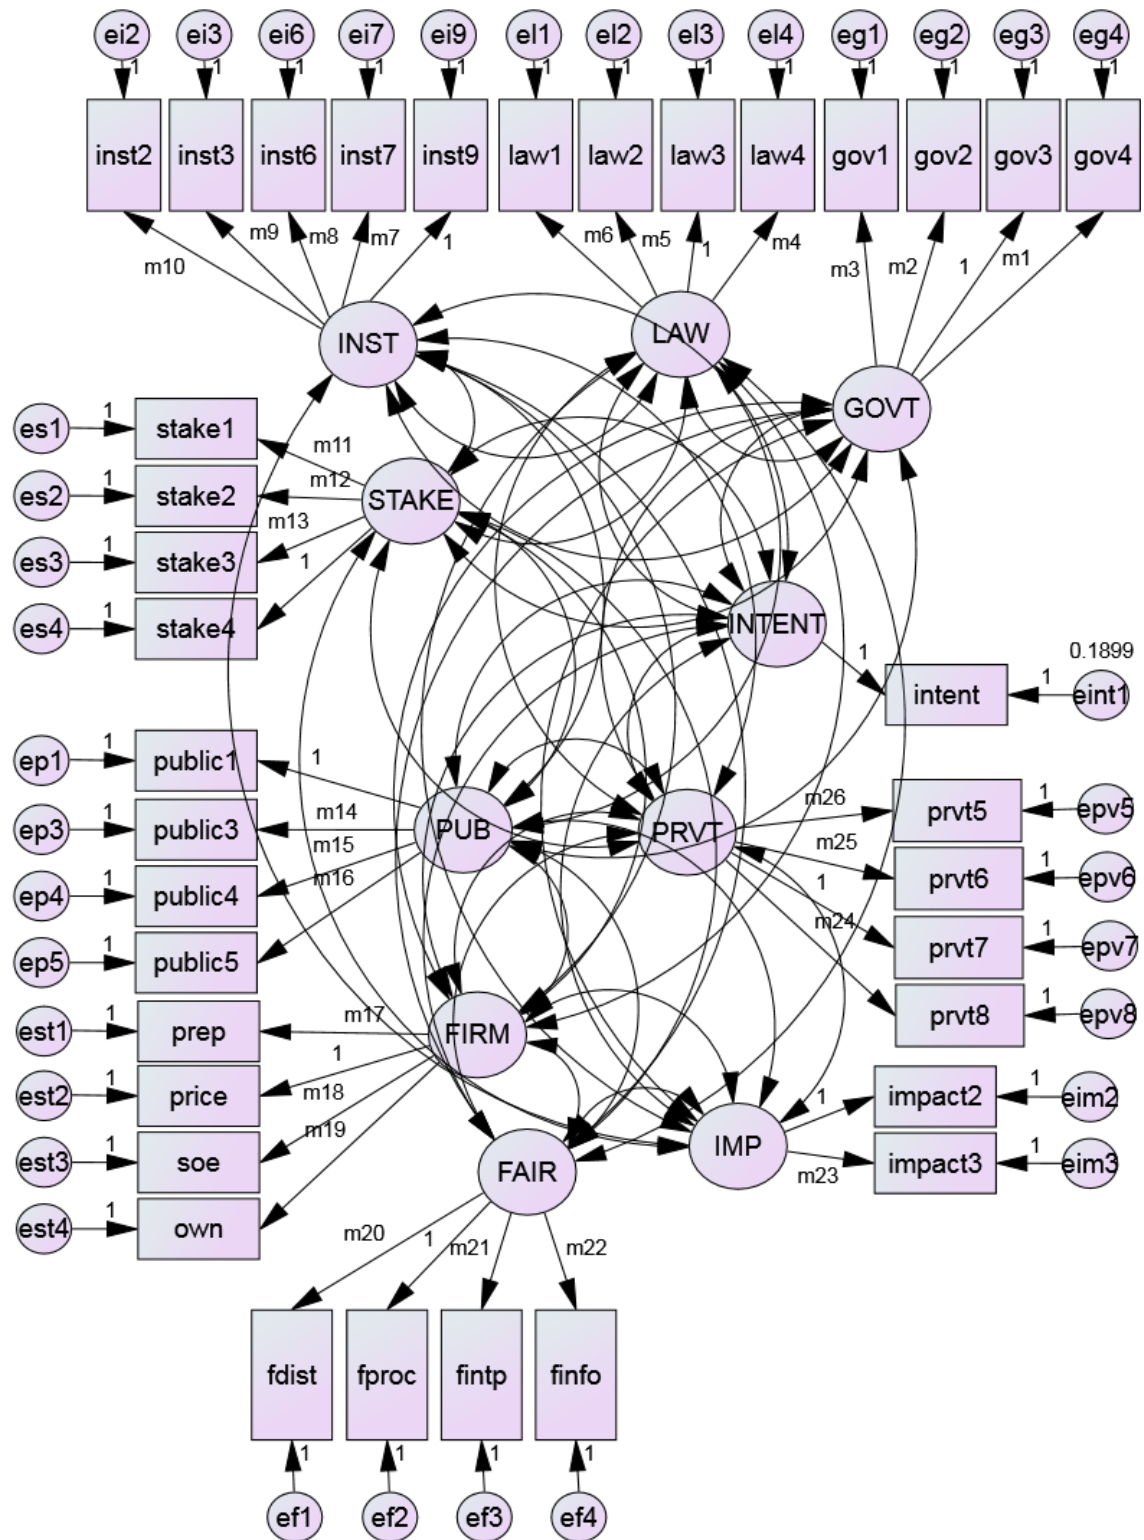 ei2 ei3 ei6 ei7 ei9 el1 el2 el3 el4 eg1 eg2 eg3 eg4
1 1 1 1 1 1 1 1 1 1 1 1 1
inst2 inst3 inst6 inst7 inst9 law1 law2 law3 law4 gov1 gov2 gov3 gov4
m10 m9 m8 m7 1 m6 m5 1 m4 m3 m2 1 m1
INST LAW GOVT
es1 1 stake1 m11
es2 1 stake2 m12 STAKE
es3 1 stake3 m13
es4 1 stake4 1
INTENT 1 intent 1 eint1 0.1899
ep1 1 public1 1
ep3 1 public3 m14 PUB
ep4 1 public4 m15
ep5 1 public5 m16
PRVT m26 prvt5 1 epv5
m25 prvt6 1 epv6
1 prvt7 1 epv7
m24 prvt8 1 epv8
est1 1 prep m17 FIRM
est2 1 price 1
est3 1 soe m18
est4 1 own m19
IMP 1 impact2 1 eim2
m23 impact3 1 eim3
FAIR
m20 1 m21 m22
fdist fproc fintp finfo
1 1 1 1
ef1 ef2 ef3 ef4